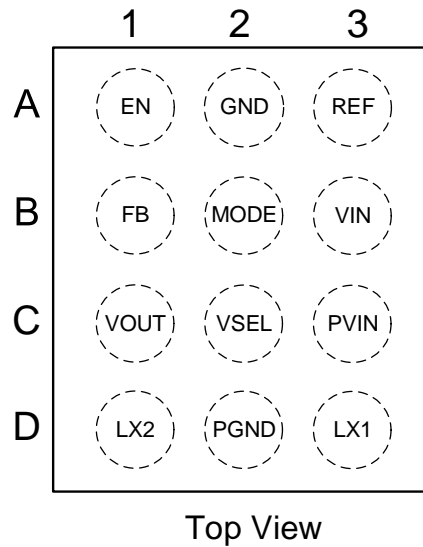 1 2 3
A EN GND REF
B FB MODE VIN
C VOUT VSEL PVIN
D LX2 PGND LX1
Top View